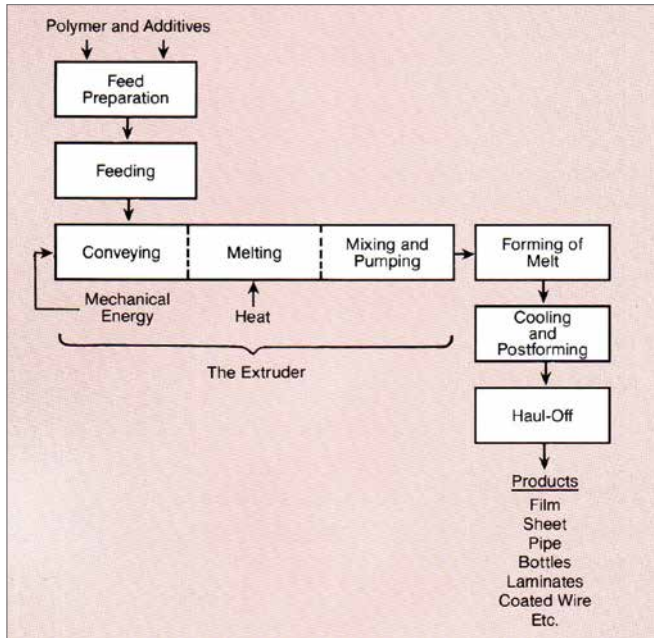 Polymer and Additives
Feed
Preparation
Feeding
Conveying
Melting
Mixing and
Pumping
Forming of
Melt
Mechanical
Energy
Heat
The Extruder
Cooling
and
Postforming
Haul-Off
Products
Film
Sheet
Pipe
Bottles
Laminates
Coated Wire
Etc.